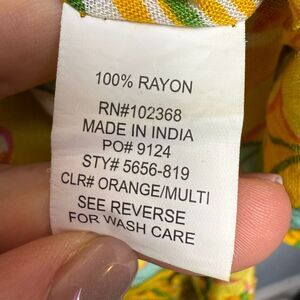 100% RAYON
RN#102368
MADE IN INDIA
PO# 9124
STY# 5656-819
CLR# ORANGE/MULTI
SEE REVERSE
FOR WASH CARE